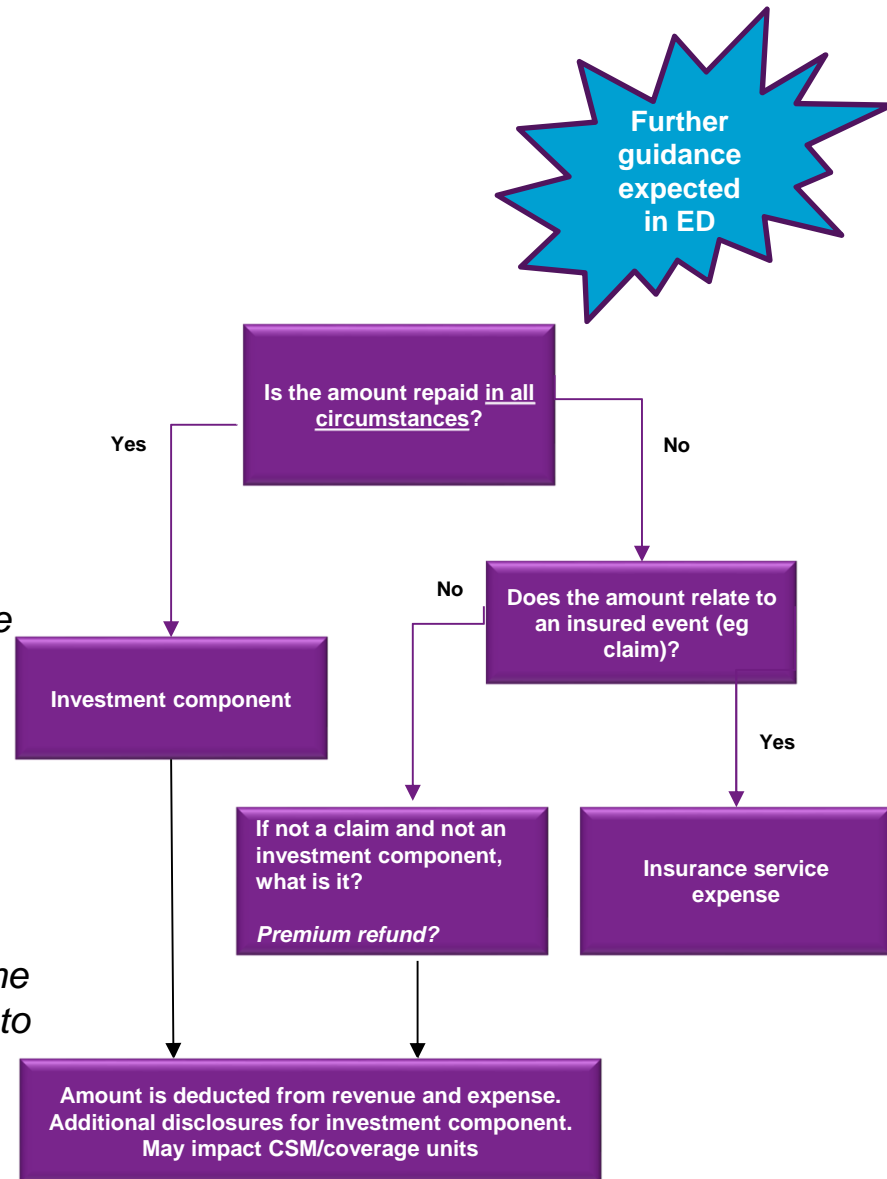 Further
guidance
expected
in ED
Is the amount repaid in all
circumstances?
Yes
No
No
Does the amount relate to
an insured event (eg
claim)?
e
Investment component
Yes
If not a claim and not an
investment component,
what is it?
Premium refund?
Insurance service
expense
ne
to
Amount is deducted from revenue and expense.
Additional disclosures for investment component.
May impact CSM/coverage units